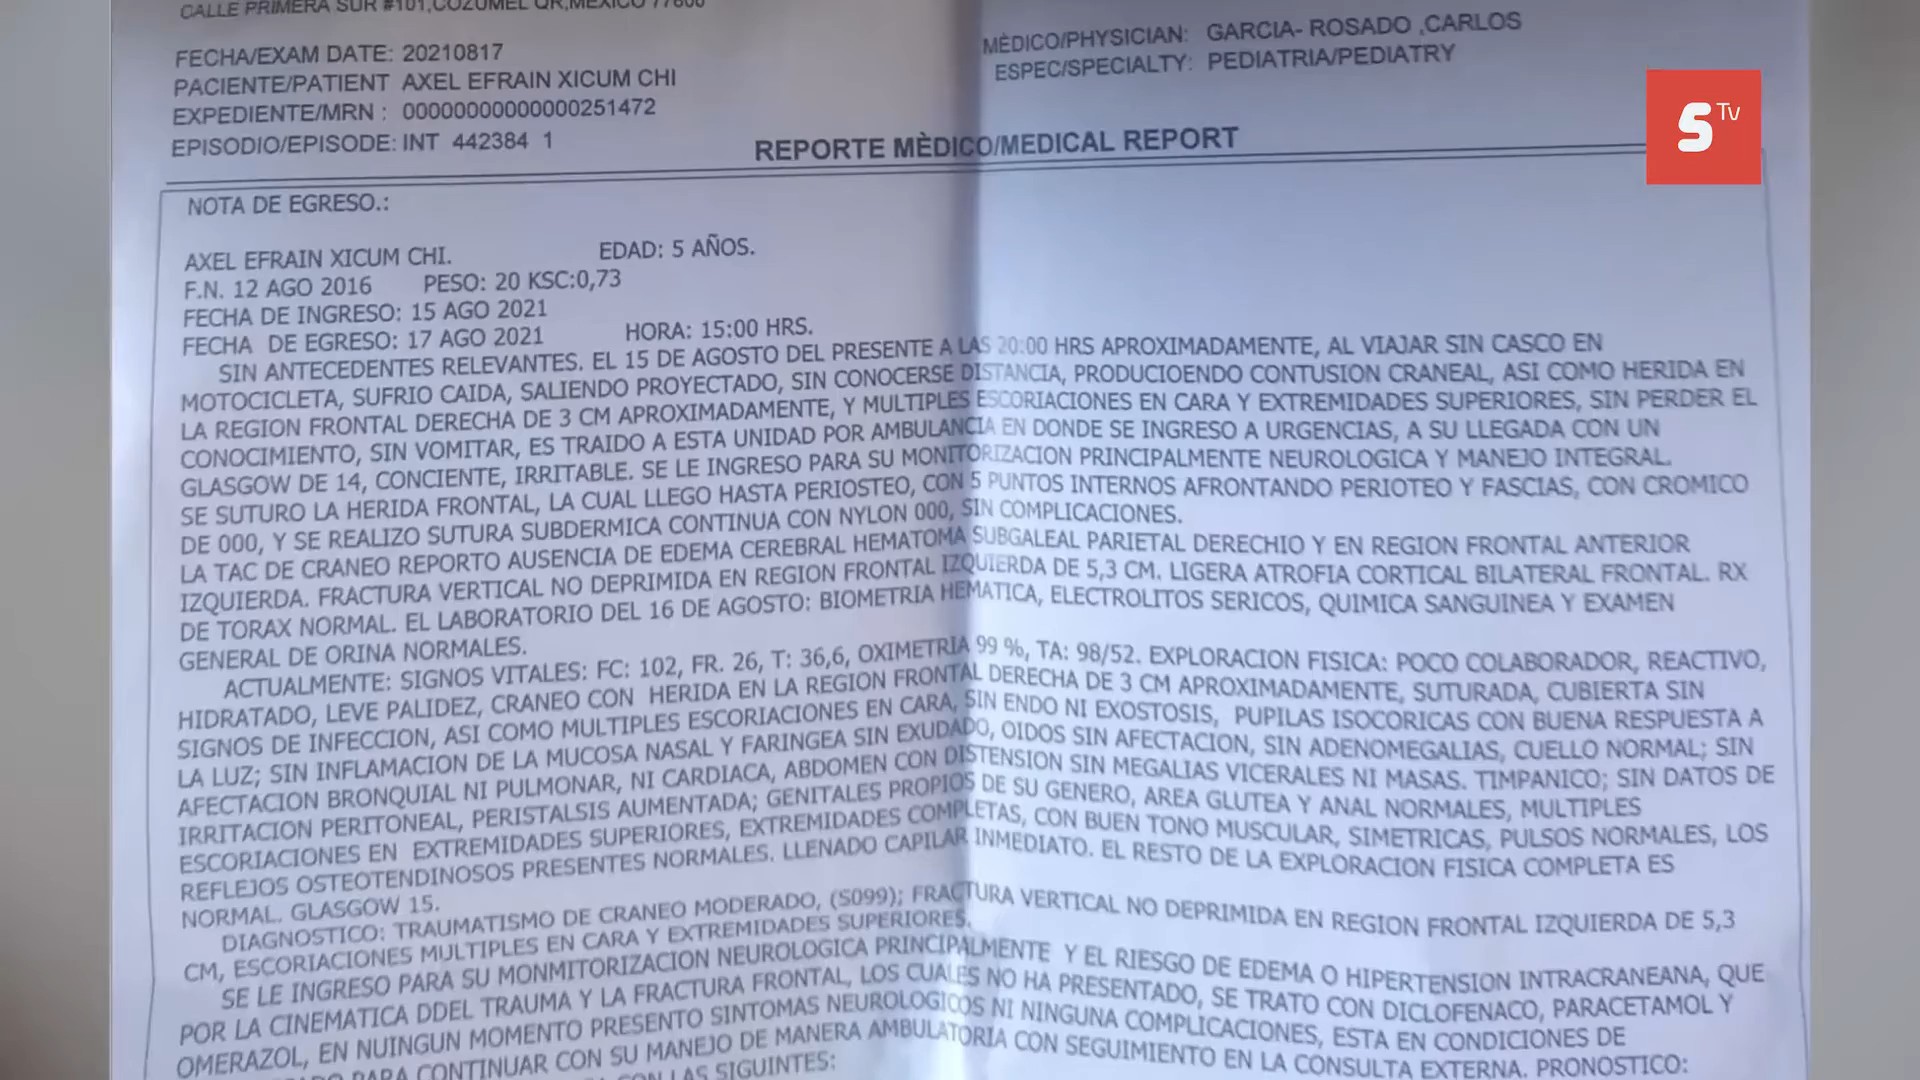 CALLE PRIMERA SUR #101,COZUMEL QR,MEXICO 77600
FECHA/EXAM DATE: 20210817
MÈDICO/PHYSICIAN: GARCIA- ROSADO ,CARLOS
PACIENTE/PATIENT AXEL EFRAIN XICUM CHI
ESPEC/SPECIALTY: PEDIATRIA/PEDIATRY
EXPEDIENTE/MRN : 00000000000000251472
EPISODIO/EPISODE: INT 442384 1
REPORTE MÈDICO/MEDICAL REPORT
S TV
NOTA DE EGRESO.:
AXEL EFRAIN XICUM CHI. EDAD: 5 AÑOS.
F.N. 12 AGO 2016 PESO: 20 KSC:0,73
FECHA DE INGRESO: 15 AGO 2021
FECHA DE EGRESO: 17 AGO 2021 HORA: 15:00 HRS.
SIN ANTECEDENTES RELEVANTES. EL 15 DE AGOSTO DEL PRESENTE A LAS 20:00 HRS APROXIMADAMENTE, AL VIAJAR SIN CASCO EN
MOTOCICLETA, SUFRIO CAIDA, SALIENDO PROYECTADO, SIN CONOCERSE DISTANCIA, PRODUCIOENDO CONTUSION CRANEAL, ASI COMO HERIDA EN
LA REGION FRONTAL DERECHA DE 3 CM APROXIMADAMENTE, Y MULTIPLES ESCORIACIONES EN CARA Y EXTREMIDADES SUPERIORES, SIN PERDER EL
CONOCIMIENTO, SIN VOMITAR, ES TRAIDO A ESTA UNIDAD POR AMBULANCIA EN DONDE SE INGRESO A URGENCIAS, A SU LLEGADA CON UN
GLASGOW DE 14, CONCIENTE, IRRITABLE. SE LE INGRESO PARA SU MONITORIZACION PRINCIPALMENTE NEUROLOGICA Y MANEJO INTEGRAL.
SE SUTURO LA HERIDA FRONTAL, LA CUAL LLEGO HASTA PERIOSTEO, CON 5 PUNTOS INTERNOS AFRONTANDO PERIOTEO Y FASCIAS, CON CROMICO
DE 000, Y SE REALIZO SUTURA SUBDERMICA CONTINUA CON NYLON 000, SIN COMPLICACIONES.
LA TAC DE CRANEO REPORTO AUSENCIA DE EDEMA CEREBRAL HEMATOMA SUBGALEAL PARIETAL DERECHIO Y EN REGION FRONTAL ANTERIOR
IZQUIERDA. FRACTURA VERTICAL NO DEPRIMIDA EN REGION FRONTAL IZQUIERDA DE 5,3 CM. LIGERA ATROFIA CORTICAL BILATERAL FRONTAL. RX
DE TORAX NORMAL. EL LABORATORIO DEL 16 DE AGOSTO: BIOMETRIA HEMATICA, ELECTROLITOS SERICOS, QUIMICA SANGUINEA Y EXAMEN
GENERAL DE ORINA NORMALES.
ACTUALMENTE: SIGNOS VITALES: FC: 102, FR. 26, T: 36,6, OXIMETRIA 99 %, TA: 98/52. EXPLORACION FISICA: POCO COLABORADOR, REACTIVO,
HIDRATADO, LEVE PALIDEZ, CRANEO CON HERIDA EN LA REGION FRONTAL DERECHA DE 3 CM APROXIMADAMENTE, SUTURADA, CUBIERTA SIN
SIGNOS DE INFECCION, ASI COMO MULTIPLES ESCORIACIONES EN CARA, SIN ENDO NI EXOSTOSIS, PUPILAS ISOCORICAS CON BUENA RESPUESTA A
LA LUZ; SIN INFLAMACION DE LA MUCOSA NASAL Y FARINGEA SIN EXUDADO, OIDOS SIN AFECTACION, SIN ADENOMEGALIAS, CUELLO NORMAL; SIN
AFECTACION BRONQUIAL NI PULMONAR, NI CARDIACA, ABDOMEN CON DISTENSION SIN MEGALIAS VICERALES NI MASAS. TIMPANICO; SIN DATOS DE
IRRITACION PERITONEAL, PERISTALSIS AUMENTADA; GENITALES PROPIOS DE SU GENERO, AREA GLUTEA Y ANAL NORMALES, MULTIPLES
ESCORIACIONES EN EXTREMIDADES SUPERIORES, EXTREMIDADES COMPLETAS, CON BUEN TONO MUSCULAR, SIMETRICAS, PULSOS NORMALES, LOS
REFLEJOS OSTEOTENDINOSOS PRESENTES NORMALES. LLENADO CAPILAR INMEDIATO. EL RESTO DE LA EXPLORACION FISICA COMPLETA ES
NORMAL. GLASGOW 15.
DIAGNOSTICO: TRAUMATISMO DE CRANEO MODERADO, (S099); FRACTURA VERTICAL NO DEPRIMIDA EN REGION FRONTAL IZQUIERDA DE 5,3
CM, ESCORIACIONES MULTIPLES EN CARA Y EXTREMIDADES SUPERIORES.
SE LE INGRESO PARA SU MONMITORIZACION NEUROLOGICA PRINCIPALMENTE Y EL RIESGO DE EDEMA O HIPERTENSION INTRACRANEANA, QUE
POR LA CINEMATICA DDEL TRAUMA Y LA FRACTURA FRONTAL, LOS CUALES NO HA PRESENTADO, SE TRATO CON DICLOFENACO, PARACETAMOL Y
OMERAZOL, EN NUINGUN MOMENTO PRESENTO SINTOMAS NEUROLOGICOS NI NINGUNA COMPLICACIONES, ESTA EN CONDICIONES DE
PARA CONTINUAR CON SU MANEJO DE MANERA AMBULATORIA CON SEGUIMIENTO EN LA CONSULTA EXTERNA. PRONOSTICO:
CON LAS SIGUIENTES: